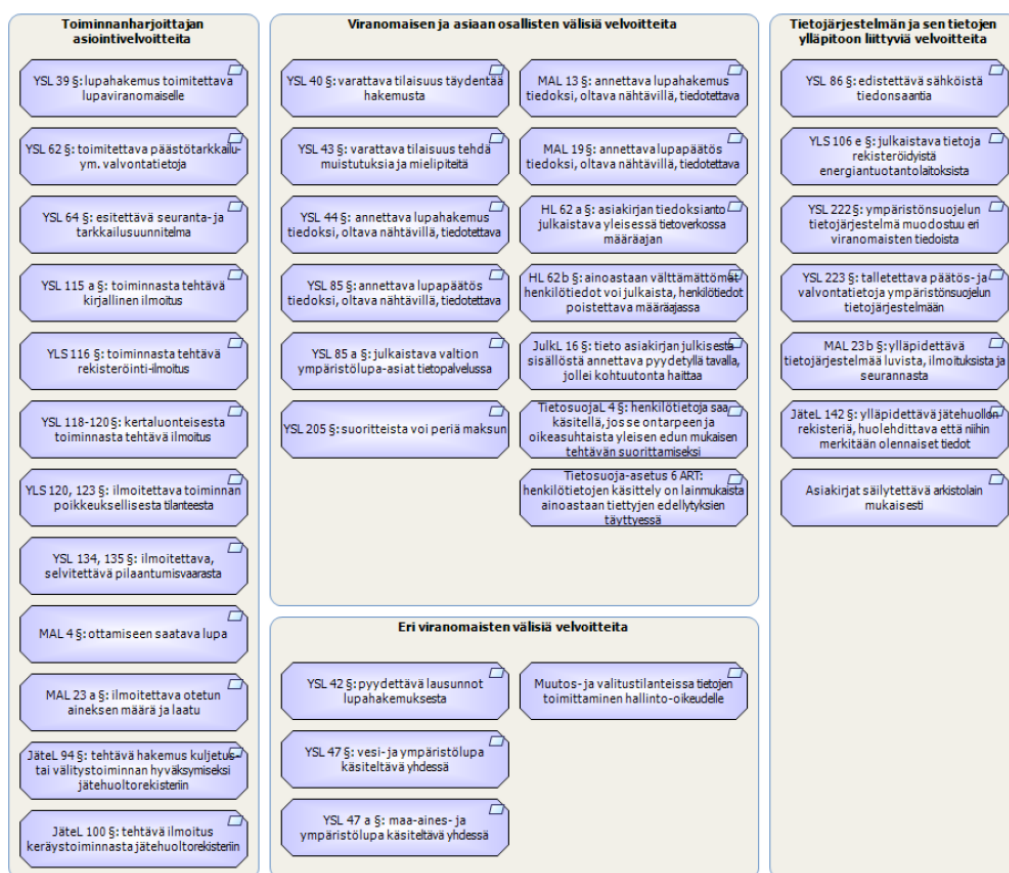 Toiminnanharjoittajan
asiointivelvoitteita
YSL 39 §: lupahakemus toimitettava
lupaviranomaiselle
YSL 62 §: toimitettava päästötarkkailu-
ym. valvontatietoja
YSL 64 §: esitettävä seuranta- ja
tarkkailusuunnitelma
YSL 115 a §: toiminnasta tehtävä
kirjallinen ilmoitus
YLS 116 §: toiminnasta tehtävä
rekisteröinti-ilmoitus
YSL 118-120 §: kertaluonteisesta
toiminnasta tehtävä ilmoitus
YLS 120, 123 §: ilmoitettava toiminnan
poikkeuksellisesta tilanteesta
YSL 134, 135 §: ilmoitettava,
selvitettävä pilaantumisvaarasta
MAL 4 §: ottamiseen saatava lupa
MAL 23 a §: ilmoitettava otetun
aineksen määrä ja laatu
JäteL 94 §: tehtävä hakemus kuljetus-
tai välitystoiminnan hyväksymiseksi
jätehuoltorekisteriin
JäteL 100 §: tehtävä ilmoitus
keräystoiminnasta jätehuoltorekisteriin
Viranomaisen ja asiaan osallisten välisiä velvoitteita
YSL 40 §: varattava tilaisuus täydentää
hakemusta
YSL 43 §: varattava tilaisuus tehdä
muistutuksia ja mielipiteitä
YSL 44 §: annettava lupahakemus
tiedoksi, oltava nähtävillä, tiedotettava
YSL 85 §: annettava lupapäätös
tiedoksi, oltava nähtävillä, tiedotettava
YSL 85 a §: julkaistava valtion
ympäristölupa-asiat tietopalvelussa
YSL 205 §: suoritteista voi periä maksun
MAL 13 §: annettava lupahakemus
tiedoksi, oltava nähtävillä, tiedotettava
MAL 19 §: annettava lupapäätös
tiedoksi, oltava nähtävillä, tiedotettava
HL 62 a §: asiakirjan tiedoksianto
julkaistava yleisessä tietoverkossa
määräajan
HL 62 b §: ainoastaan välttämättömät
henkilötiedot voi julkaista, henkilötiedot
poistettava määräajassa
JulkL 16 §: tieto asiakirjan julkisesta
sisällöstä annettava pyydetyllä tavalla,
jollei kohtuutonta haittaa
TietosuojaL 4 §: henkilötietoja saa
käsitellä, jos se on tarpeen ja
oikeasuhtaista yleisen edun mukaisen
tehtävän suorittamiseksi
Tietosuoja-asetus 6 ART:
henkilötietojen käsittely on lainmukaista
ainoastaan tiettyjen edellytyksien
täyttyessä
Eri viranomaisten välisiä velvoitteita
YSL 42 §: pyydettävä lausunnot
lupahakemuksesta
YSL 47 §: vesi- ja ympäristölupa
käsiteltävä yhdessä
YSL 47 a §: maa-aines- ja
ympäristölupa käsiteltävä yhdessä
Muutos- ja valitustilanteissa tietojen
toimittaminen hallinto-oikeudelle
Tietojärjestelmän ja sen tietojen
ylläpitoon liittyviä velvoitteita
YSL 86 §: edistettävä sähköistä
tiedonsaantia
YLS 106 e §: julkaistava tietoja
rekisteröidyistä
energiantuotantolaitoksista
YSL 222 §: ympäristönsuojelun
tietojärjestelmä muodostuu eri
viranomaisten tiedoista
YSL 223 §: talletettava päätös- ja
valvontatietoja ympäristönsuojelun
tietojärjestelmään
MAL 23 b §: ylläpidettävä
tietojärjestelmää luvista, ilmoituksista ja
seurannasta
JäteL 142 §: ylläpidettävä jätehuollon
rekisteriä, huolehdittava että niihin
merkitään olennaiset tiedot
Asiakirjat säilytettävä arkistolain
mukaisesti